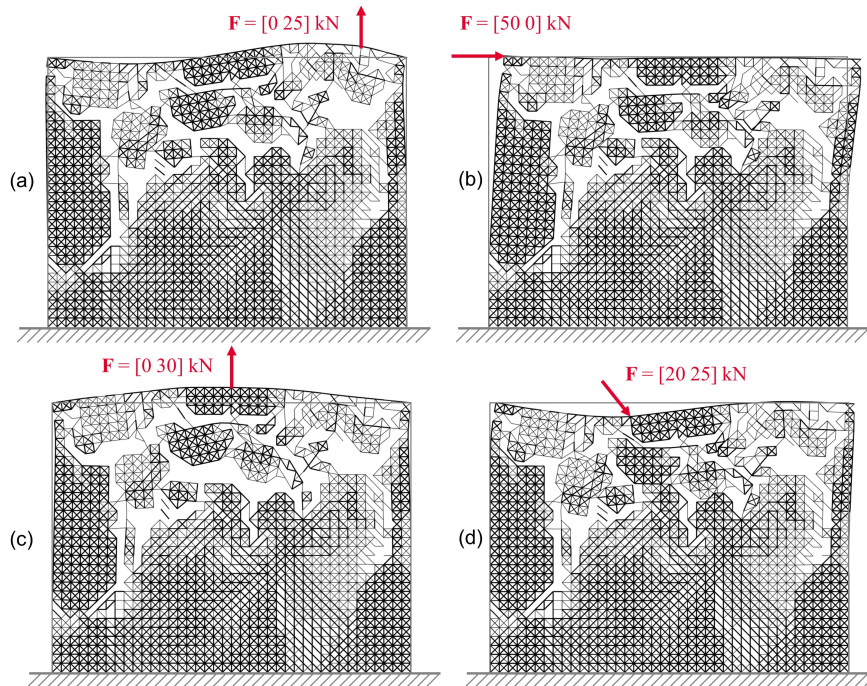 F = [0 25] kN
F = [50 0] kN
(a)
(b)
F = [0 30] kN
F = [20 25] kN
(c)
(d)